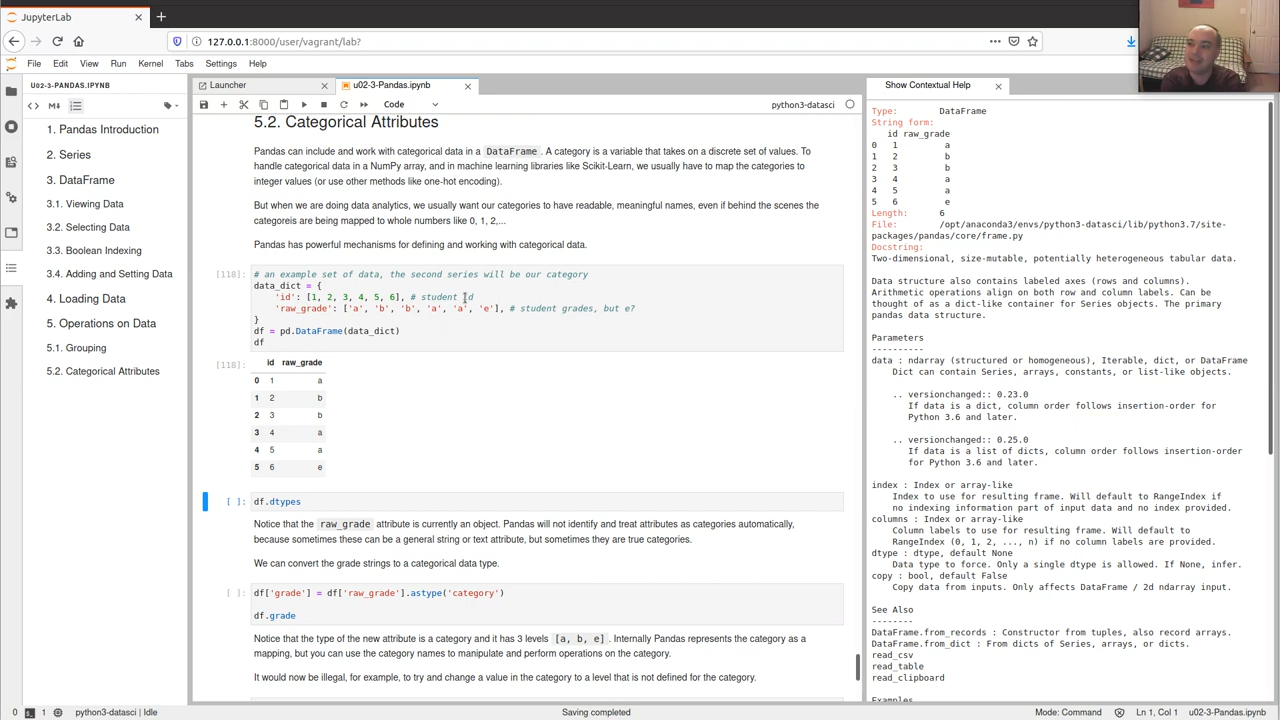 JupyterLab
127.0.0.1:8000/user/vagrant/lab?
File Edit View Run Kernel Tabs Settings Help
U02-3-PANDAS.IPYNB
1. Pandas Introduction
2. Series
3. DataFrame
3.1. Viewing Data
3.2. Selecting Data
3.3. Boolean Indexing
3.4. Adding and Setting Data
4. Loading Data
5. Operations on Data
5.1. Grouping
5.2. Categorical Attributes
Launcher
u02-3-Pandas.ipynb
Code
python3-datasci
5.2. Categorical Attributes
Pandas can include and work with categorical data in a DataFrame. A category is a variable that takes on a discrete set of values. To
handle categorical data in a NumPy array, and in machine learning libraries like Scikit-Learn, we usually have to map the categories to
integer values (or use other methods like one-hot encoding).
But when we are doing data analytics, we usually want our categories to have readable, meaningful names, even if behind the scenes the
categoreis are being mapped to whole numbers like 0, 1, 2,...
Pandas has powerful mechanisms for defining and working with categorical data.
[118]:
# an example set of data, the second series will be our category
data_dict = {
'id': [1, 2, 3, 4, 5, 6], # student id
'raw_grade': ['a', 'b', 'b', 'a', 'a', 'e'], # student grades, but e?
}
df = pd.DataFrame(data_dict)
df
[118]:
id raw_grade
0 1 a
1 2 b
2 3 b
3 4 a
4 5 a
5 6 e
[ ]: df.dtypes
Notice that the raw_grade attribute is currently an object. Pandas will not identify and treat attributes as categories automatically,
because sometimes these can be a general string or text attribute, but sometimes they are true categories.
We can convert the grade strings to a categorical data type.
[ ]: df['grade'] = df['raw_grade'].astype('category')
df.grade
Notice that the type of the new attribute is a category and it has 3 levels [a, b, e]. Internally Pandas represents the category as a
mapping, but you can use the category names to manipulate and perform operations on the category.
It would now be illegal, for example, to try and change a value in the category to a level that is not defined for the category.
Show Contextual Help
Type: DataFrame
String form:
id raw_grade
0 1 a
1 2 b
2 3 b
3 4 a
4 5 a
5 6 e
Length: 6
File: /opt/anaconda3/envs/python3-datasci/lib/python3.7/site-
packages/pandas/core/frame.py
Docstring:
Two-dimensional, size-mutable, potentially heterogeneous tabular data.
Data structure also contains labeled axes (rows and columns).
Arithmetic operations align on both row and column labels. Can be
thought of as a dict-like container for Series objects. The primary
pandas data structure.
Parameters
----------
data : ndarray (structured or homogeneous), Iterable, dict, or DataFrame
Dict can contain Series, arrays, constants, or list-like objects.
.. versionchanged:: 0.23.0
If data is a dict, column order follows insertion-order for
Python 3.6 and later.
.. versionchanged:: 0.25.0
If data is a list of dicts, column order follows insertion-order
for Python 3.6 and later.
index : Index or array-like
Index to use for resulting frame. Will default to RangeIndex if
no indexing information part of input data and no index provided.
columns : Index or array-like
Column labels to use for resulting frame. Will default to
RangeIndex (0, 1, 2, ..., n) if no column labels are provided.
dtype : dtype, default None
Data type to force. Only a single dtype is allowed. If None, infer.
copy : bool, default False
Copy data from inputs. Only affects DataFrame / 2d ndarray input.
See Also
--------
DataFrame.from_records : Constructor from tuples, also record arrays.
DataFrame.from_dict : From dicts of Series, arrays, or dicts.
read_csv
read_table
read_clipboard
Examples
0 1 python3-datasci | Idle
Saving completed
Mode: Command
Ln 1, Col 1
u02-3-Pandas.ipynb